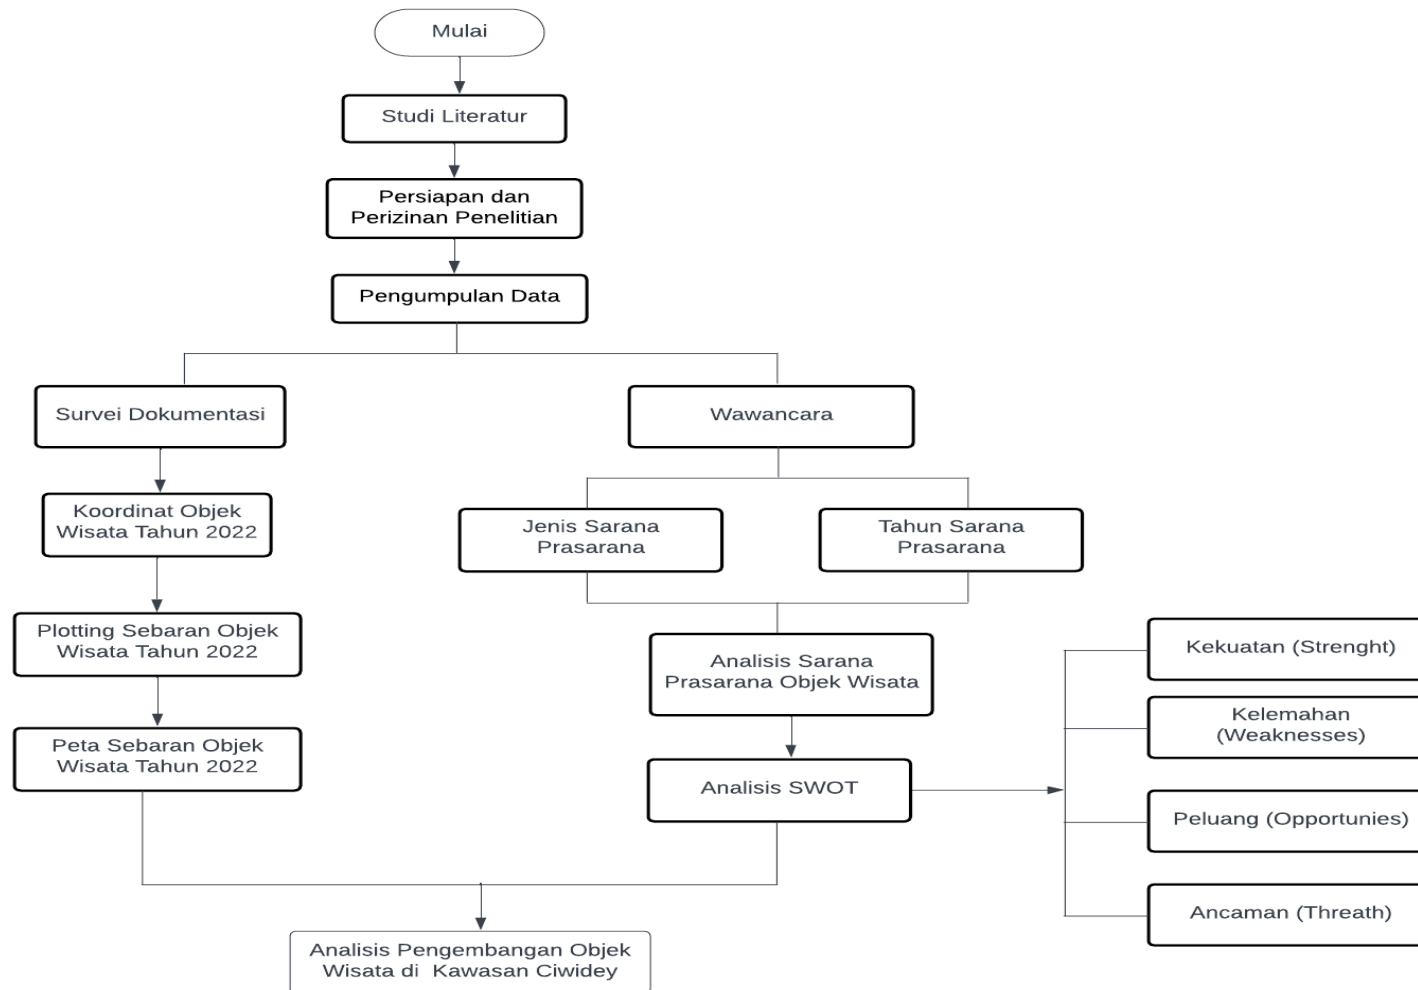 Mulai
Studi Literatur
Persiapan dan
Perizinan Penelitian
Pengumpulan Data
Survei Dokumentasi
Wawancara
Koordinat Objek
Wisata Tahun 2022
Jenis Sarana
Prasarana
Tahun Sarana
Prasarana
Plotting Sebaran Objek
Wisata Tahun 2022
Analisis Sarana
Prasarana Objek Wisata
Peta Sebaran Objek
Wisata Tahun 2022
Analisis SWOT
Kekuatan (Strenght)
Kelemahan
(Weaknesses)
Peluang (Opportunies)
Ancaman (Threath)
Analisis Pengembangan Objek
Wisata di  Kawasan Ciwidey